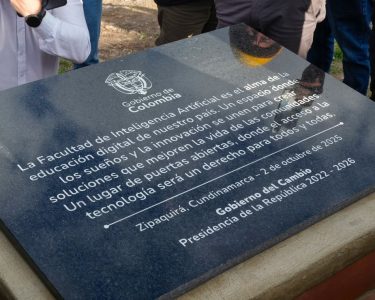 Gobierno de
Colombia
La Facultad de Inteligencia Artificial es el alma de la
educación digital de nuestro país. Un espacio donde
los sueños y la innovación se unen para crear
soluciones que mejoren la vida de las comunidades.
Un lugar de puertas abiertas, donde el acceso a la
tecnología será un derecho para todos y todas.
Zipaquirá, Cundinamarca – 2 de octubre de 2025
Gobierno del Cambio
Presidencia de la República 2022 - 2026